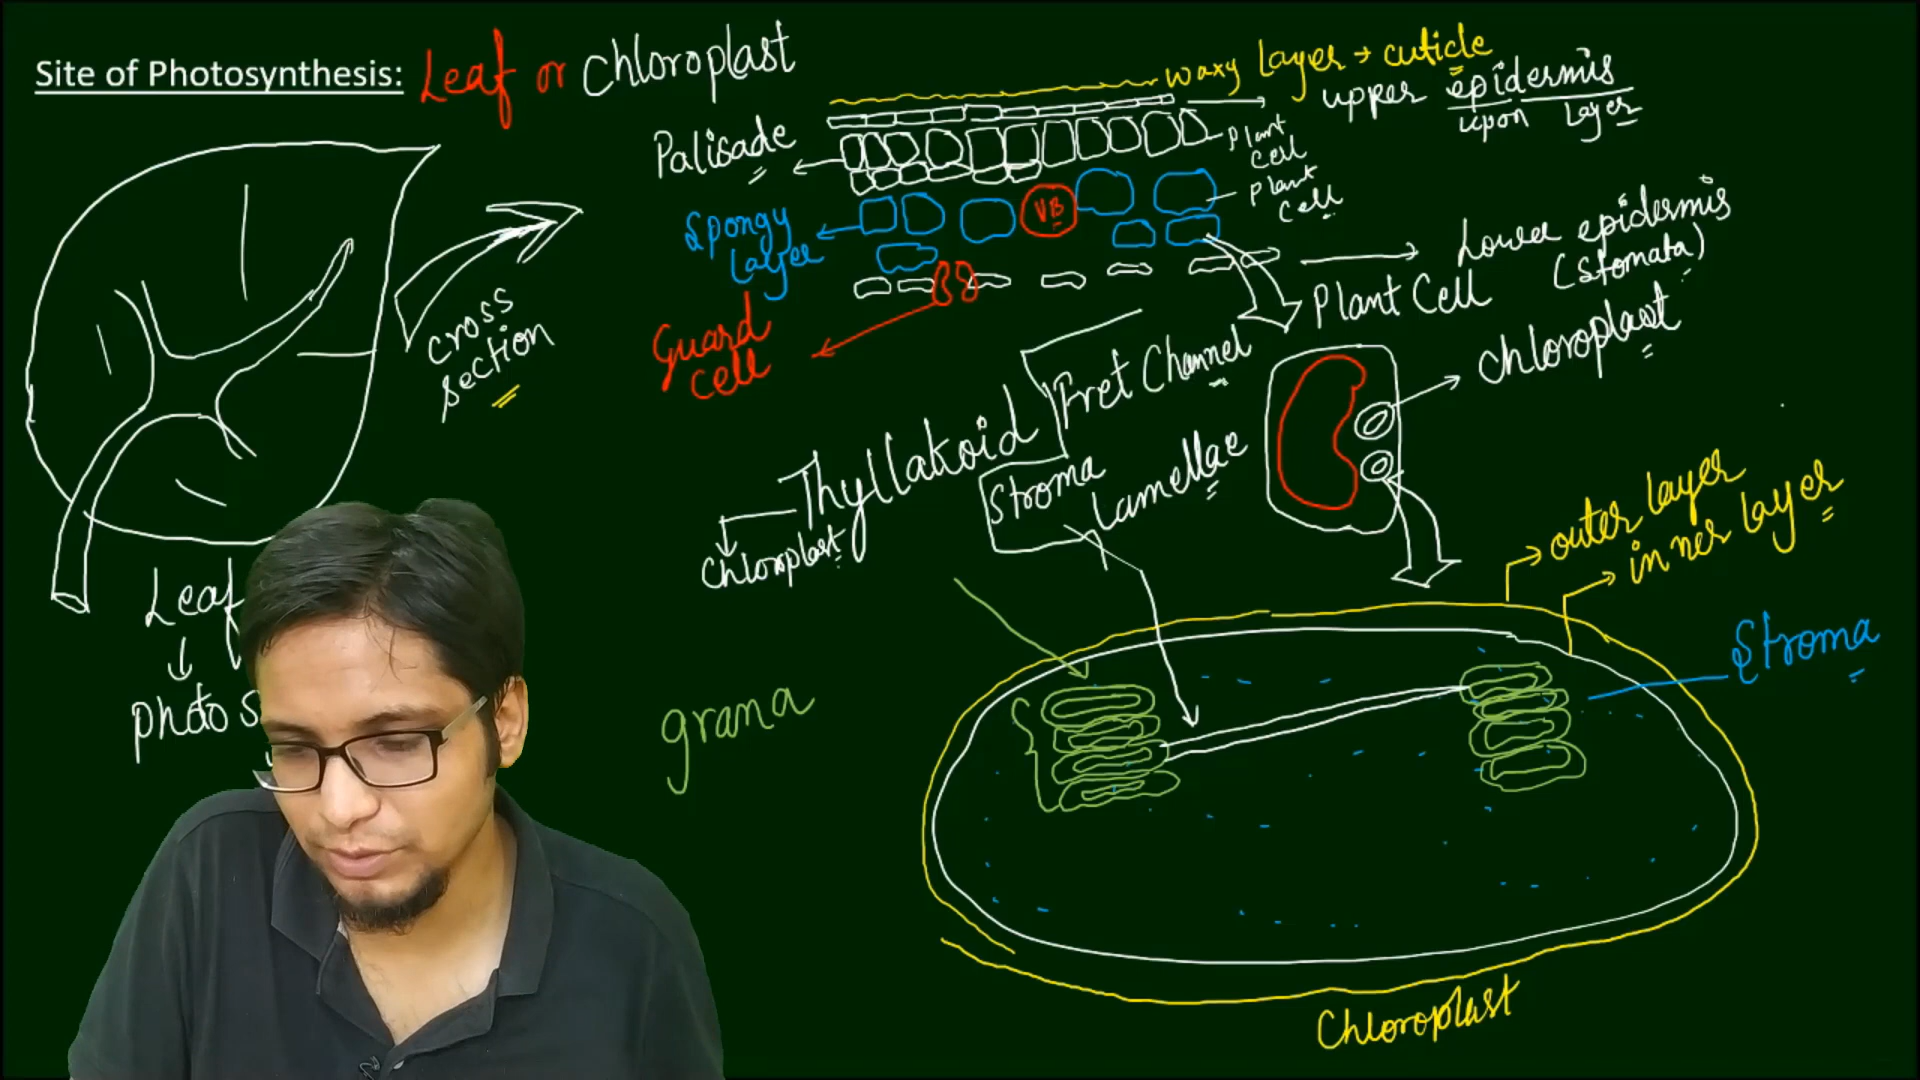 Site of Photosynthesis: Leaf or Chloroplast
waxy Layer → cuticle
upper epidermis
upon Layer
Palisade
Plant
Cell
Plant
Cell
VB
Spongy
Layer
Lower epidermis
(Stomata)
Guard
Cell
cross
section
Plant Cell
Chloroplast
Fret Channel
Thyllakoid
Stroma
Lamellae
Chloroplast
outer layer
inner layer
Leaf
Photos
Stroma
grana
Chloroplast